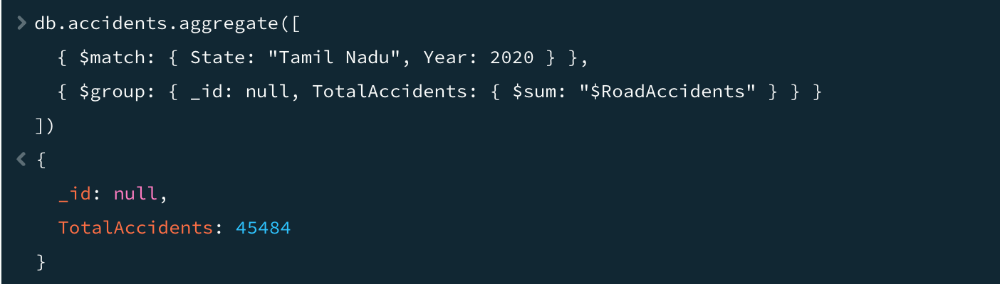 db.accidents.aggregate([
{ $match: { State: "Tamil Nadu", Year: 2020 } },
{ $group: { _id: null, TotalAccidents: { $sum: "$RoadAccidents" } } }
])
{
_id: null,
TotalAccidents: 45484
}